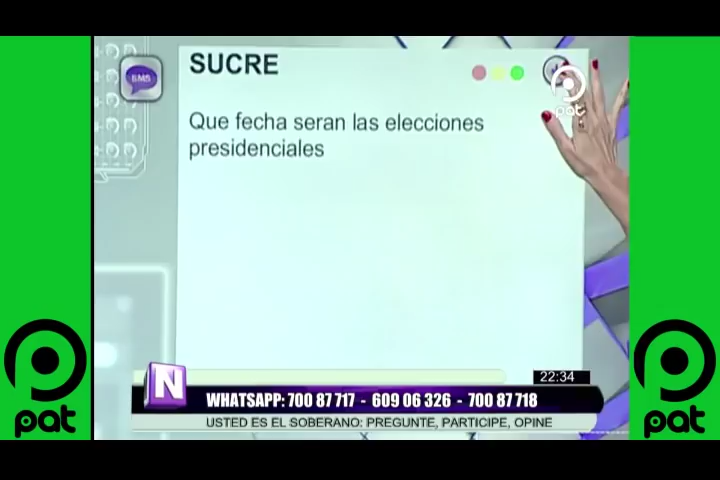 SUCRE
SMS
Que fecha seran las elecciones
presidenciales
pat
22:34
N
WHATSAPP: 700 87 717 - 609 06 326 - 700 87 718
USTED ES EL SOBERANO: PREGUNTE, PARTICIPE, OPINE
pat
pat